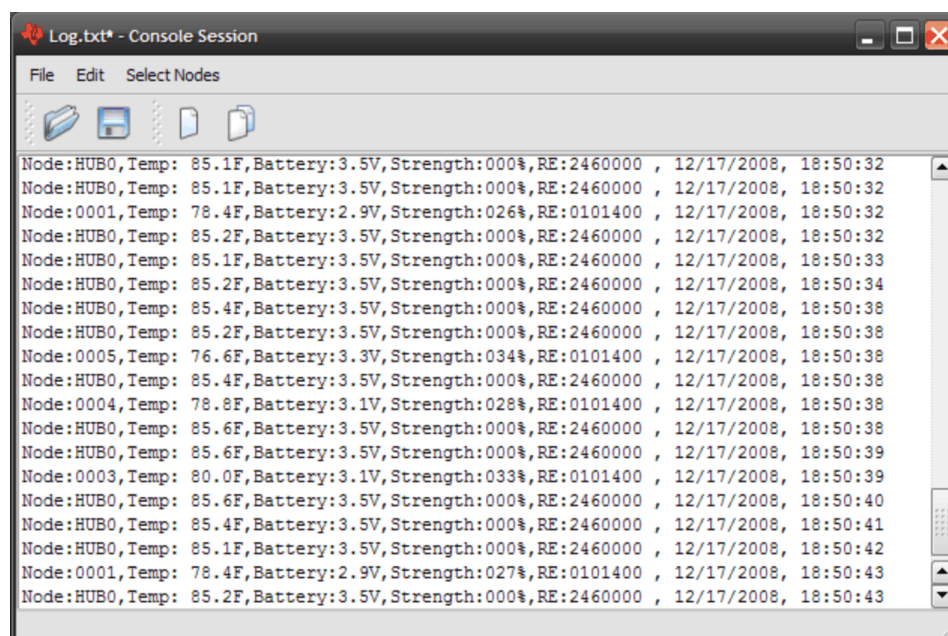 Log.txt* - Console Session
File Edit Select Nodes
Node:HUB0,Temp: 85.1F,Battery:3.5V,Strength:000%,RE:2460000 , 12/17/2008, 18:50:32
Node:HUB0,Temp: 85.1F,Battery:3.5V,Strength:000%,RE:2460000 , 12/17/2008, 18:50:32
Node:0001,Temp: 78.4F,Battery:2.9V,Strength:026%,RE:0101400 , 12/17/2008, 18:50:32
Node:HUB0,Temp: 85.2F,Battery:3.5V,Strength:000%,RE:2460000 , 12/17/2008, 18:50:32
Node:HUB0,Temp: 85.1F,Battery:3.5V,Strength:000%,RE:2460000 , 12/17/2008, 18:50:33
Node:HUB0,Temp: 85.2F,Battery:3.5V,Strength:000%,RE:2460000 , 12/17/2008, 18:50:34
Node:HUB0,Temp: 85.4F,Battery:3.5V,Strength:000%,RE:2460000 , 12/17/2008, 18:50:38
Node:HUB0,Temp: 85.2F,Battery:3.5V,Strength:000%,RE:2460000 , 12/17/2008, 18:50:38
Node:0005,Temp: 76.6F,Battery:3.3V,Strength:034%,RE:0101400 , 12/17/2008, 18:50:38
Node:HUB0,Temp: 85.4F,Battery:3.5V,Strength:000%,RE:2460000 , 12/17/2008, 18:50:38
Node:0004,Temp: 78.8F,Battery:3.1V,Strength:028%,RE:0101400 , 12/17/2008, 18:50:38
Node:HUB0,Temp: 85.6F,Battery:3.5V,Strength:000%,RE:2460000 , 12/17/2008, 18:50:38
Node:HUB0,Temp: 85.6F,Battery:3.5V,Strength:000%,RE:2460000 , 12/17/2008, 18:50:39
Node:0003,Temp: 80.0F,Battery:3.1V,Strength:033%,RE:0101400 , 12/17/2008, 18:50:39
Node:HUB0,Temp: 85.6F,Battery:3.5V,Strength:000%,RE:2460000 , 12/17/2008, 18:50:40
Node:HUB0,Temp: 85.4F,Battery:3.5V,Strength:000%,RE:2460000 , 12/17/2008, 18:50:41
Node:HUB0,Temp: 85.1F,Battery:3.5V,Strength:000%,RE:2460000 , 12/17/2008, 18:50:42
Node:0001,Temp: 78.4F,Battery:2.9V,Strength:027%,RE:0101400 , 12/17/2008, 18:50:43
Node:HUB0,Temp: 85.2F,Battery:3.5V,Strength:000%,RE:2460000 , 12/17/2008, 18:50:43